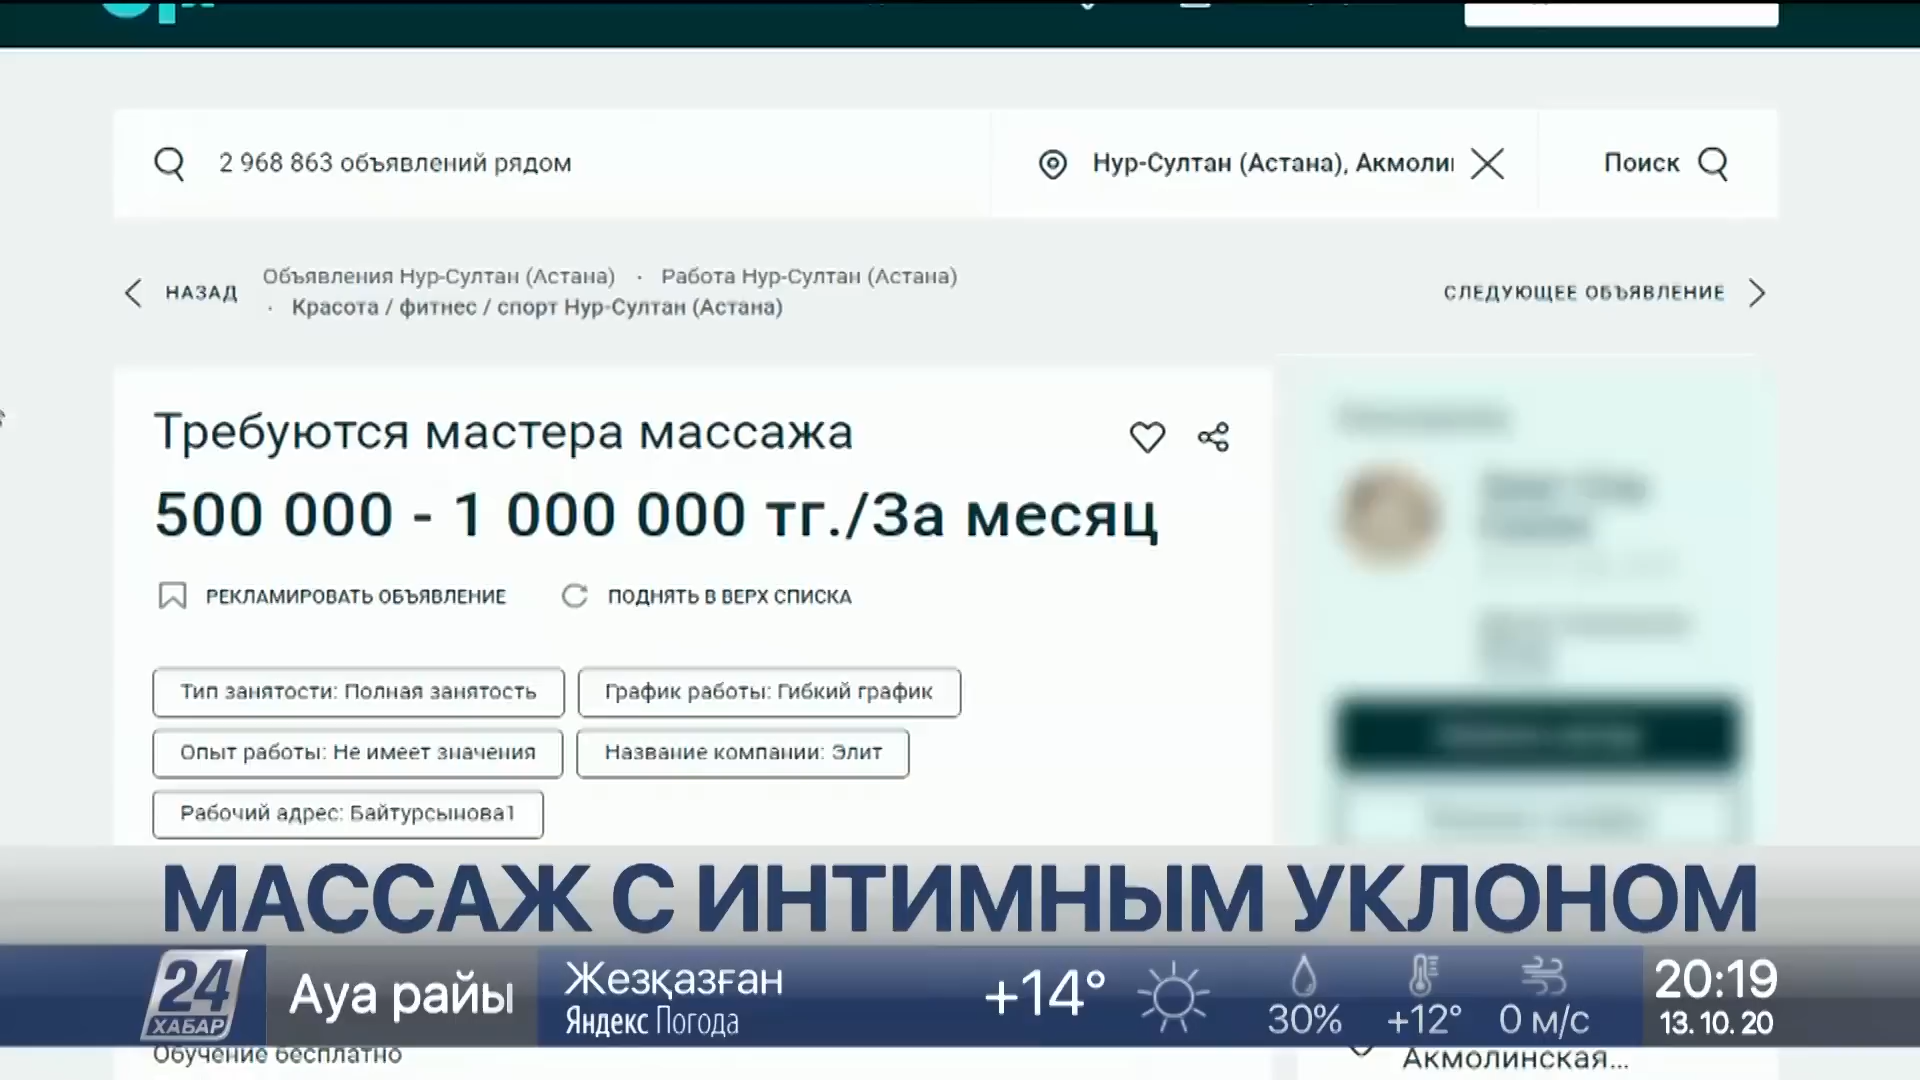 2 968 863 объявлений рядом
Нур-Султан (Астана), Акмоли
Поиск
НАЗАД
Объявления Нур-Султан (Астана) · Работа Нур-Султан (Астана)
· Красота / фитнес / спорт Нур-Султан (Астана)
СЛЕДУЮЩЕЕ ОБЪЯВЛЕНИЕ
Требуются мастера массажа
500 000 - 1 000 000 тг./За месяц
РЕКЛАМИРОВАТЬ ОБЪЯВЛЕНИЕ
ПОДНЯТЬ В ВЕРХ СПИСКА
Тип занятости: Полная занятость
График работы: Гибкий график
Опыт работы: Не имеет значения
Название компании: Элит
Рабочий адрес: Байтурсынова1
МАССАЖ С ИНТИМНЫМ УКЛОНОМ
24
ХАБАР
Ауа райы
Жезқазған
Яндекс Погода
+14°
30%
+12°
0 м/с
20:19
13. 10. 20
Обучение бесплатно
Акмолинская...